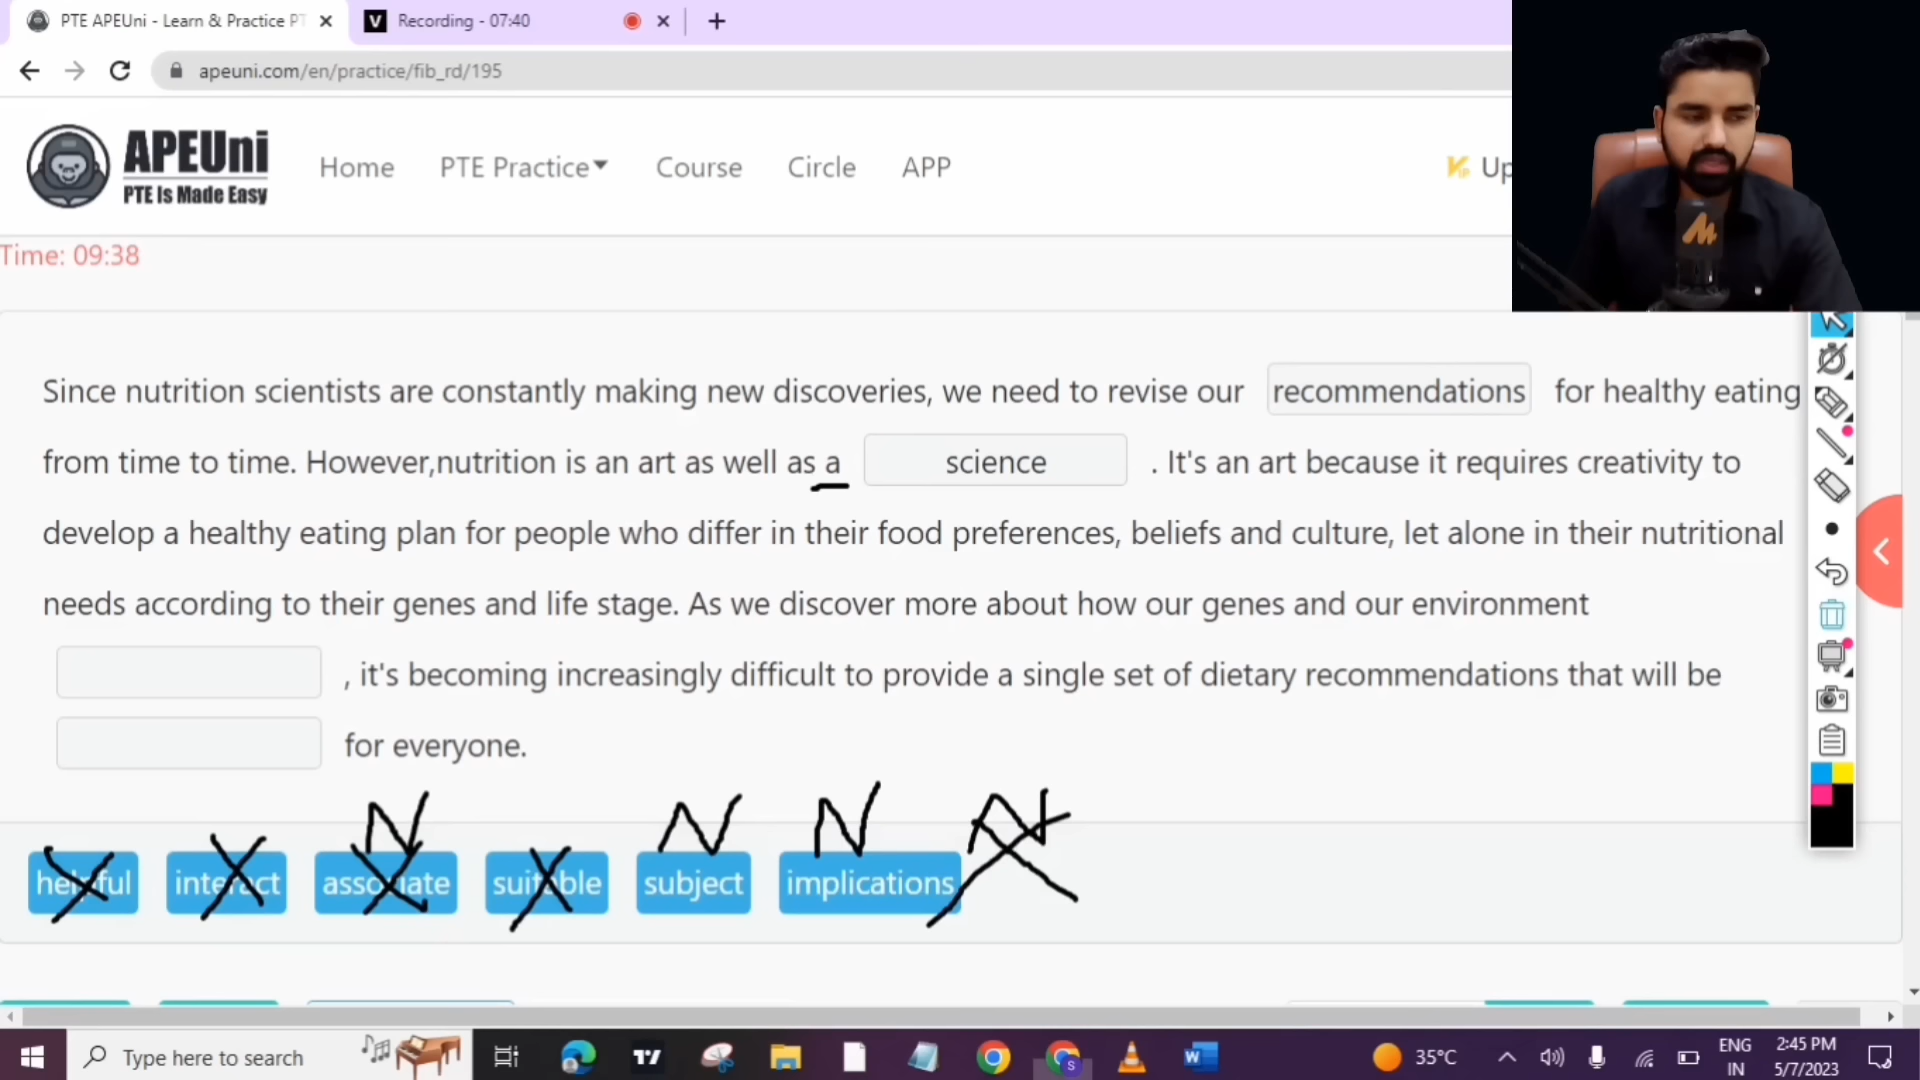 PTE APEUni - Learn & Practice PT
V Recording - 07:40
apeuni.com/en/practice/fib_rd/195
APEUni
PTE Is Made Easy
Home PTE Practice Course Circle APP Up
Time: 09:38
Since nutrition scientists are constantly making new discoveries, we need to revise our recommendations for healthy eating
from time to time. However,nutrition is an art as well as a science . It's an art because it requires creativity to
develop a healthy eating plan for people who differ in their food preferences, beliefs and culture, let alone in their nutritional
needs according to their genes and life stage. As we discover more about how our genes and our environment
, it's becoming increasingly difficult to provide a single set of dietary recommendations that will be
for everyone.
N N N N
helpful interact associate suitable subject implications
Type here to search
35°C
ENG
IN
2:45 PM
5/7/2023